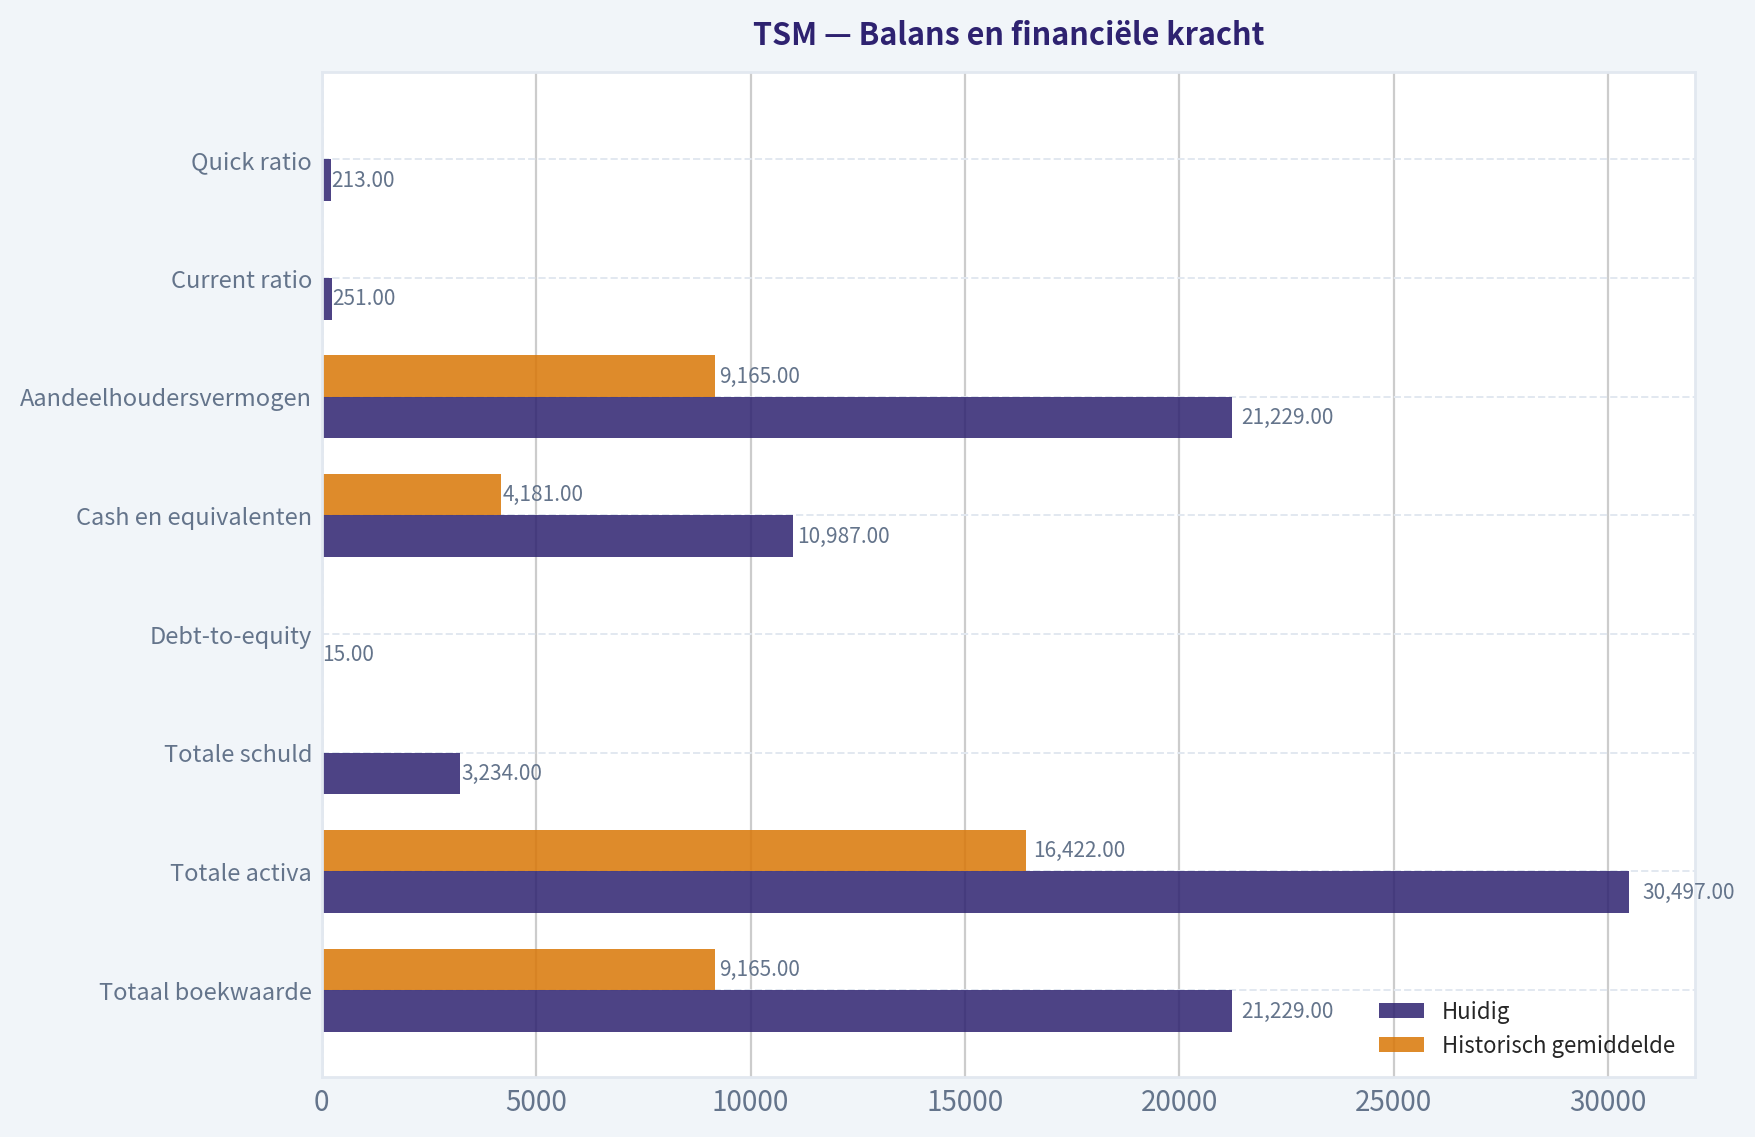 TSM — Balans en financiële kracht
Quick ratio
213.00
Current ratio
251.00
Aandeelhoudersvermogen
9,165.00
21,229.00
Cash en equivalenten
4,181.00
10,987.00
Debt-to-equity
15.00
Totale schuld
3,234.00
Totale activa
16,422.00
30,497.00
Totaal boekwaarde
9,165.00
21,229.00
Huidig
Historisch gemiddelde
0 5000 10000 15000 20000 25000 30000